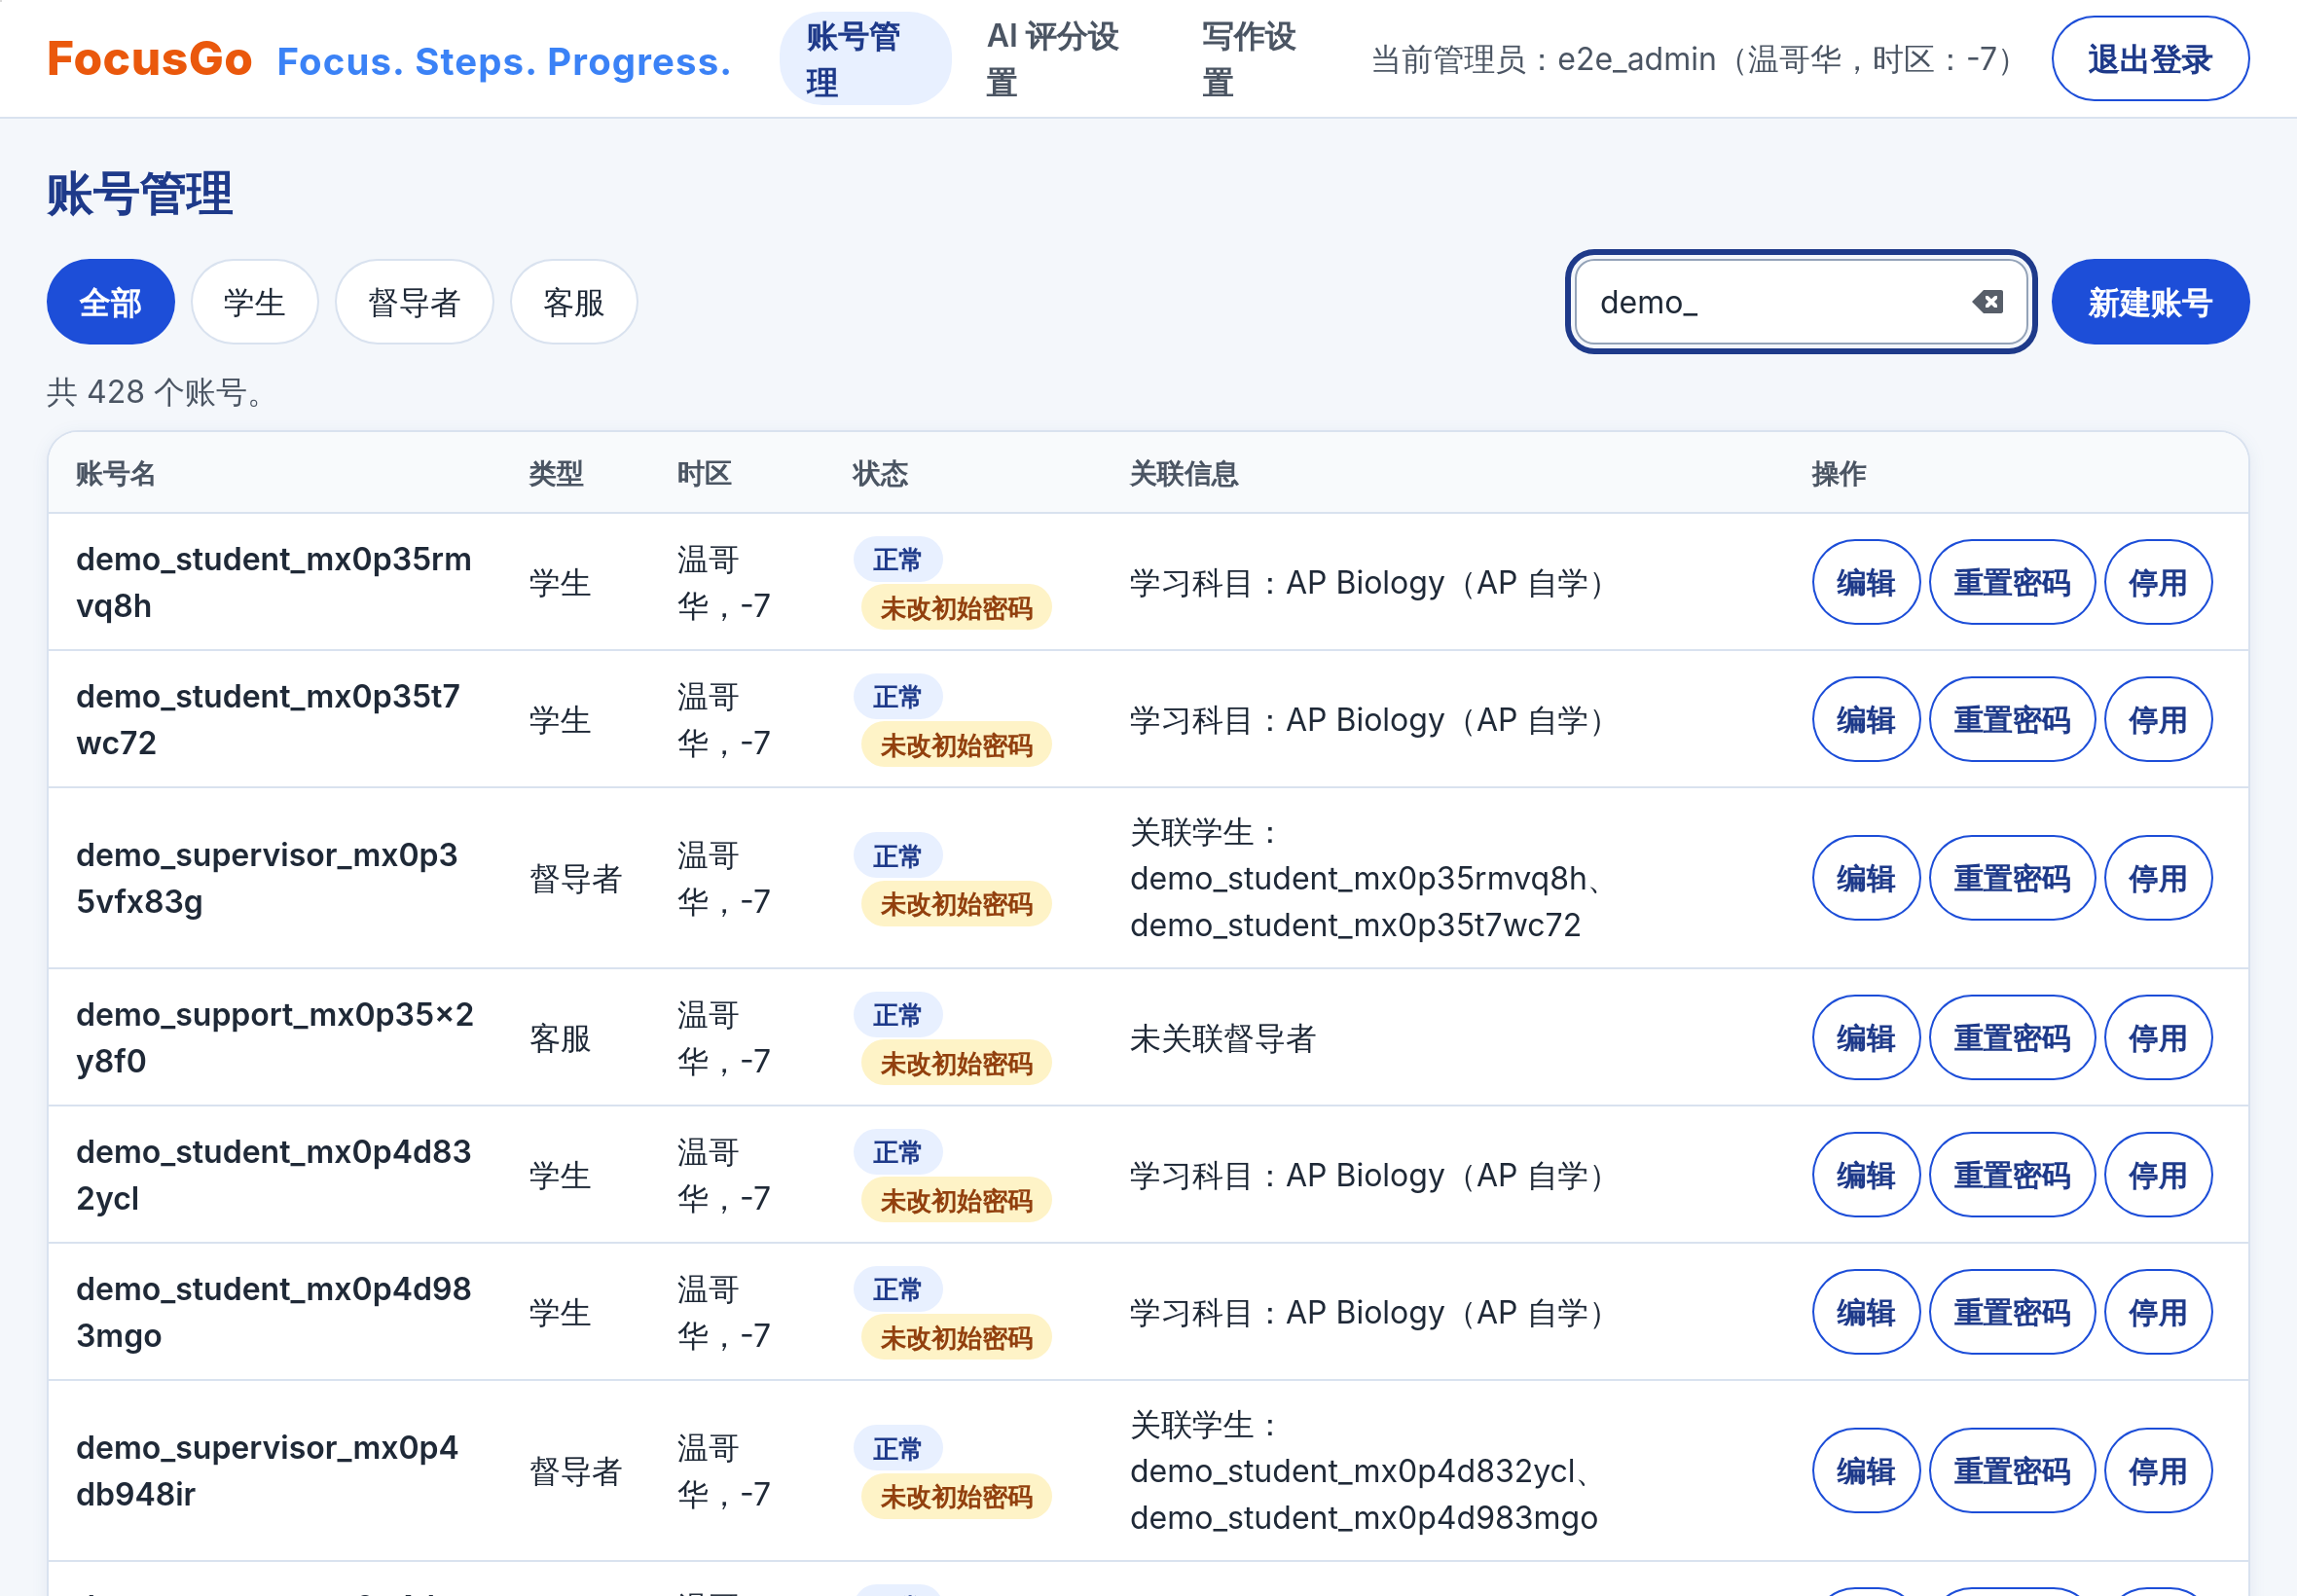 FocusGo Focus. Steps. Progress. 账号管理 AI 评分设置 写作设置 当前管理员：e2e_admin（温哥华，时区：-7） 退出登录
账号管理
全部 学生 督导者 客服 demo_ 新建账号
共 428 个账号。
账号名 类型 时区 状态 关联信息 操作
demo_student_mx0p35rmvq8h 学生 温哥华，-7 正常 未改初始密码 学习科目：AP Biology（AP 自学） 编辑 重置密码 停用
demo_student_mx0p35t7wc72 学生 温哥华，-7 正常 未改初始密码 学习科目：AP Biology（AP 自学） 编辑 重置密码 停用
demo_supervisor_mx0p35vfx83g 督导者 温哥华，-7 正常 未改初始密码 关联学生：demo_student_mx0p35rmvq8h、demo_student_mx0p35t7wc72 编辑 重置密码 停用
demo_support_mx0p35×2y8f0 客服 温哥华，-7 正常 未改初始密码 未关联督导者 编辑 重置密码 停用
demo_student_mx0p4d832ycl 学生 温哥华，-7 正常 未改初始密码 学习科目：AP Biology（AP 自学） 编辑 重置密码 停用
demo_student_mx0p4d983mgo 学生 温哥华，-7 正常 未改初始密码 学习科目：AP Biology（AP 自学） 编辑 重置密码 停用
demo_supervisor_mx0p4db948ir 督导者 温哥华，-7 正常 未改初始密码 关联学生：demo_student_mx0p4d832ycl、demo_student_mx0p4d983mgo 编辑 重置密码 停用